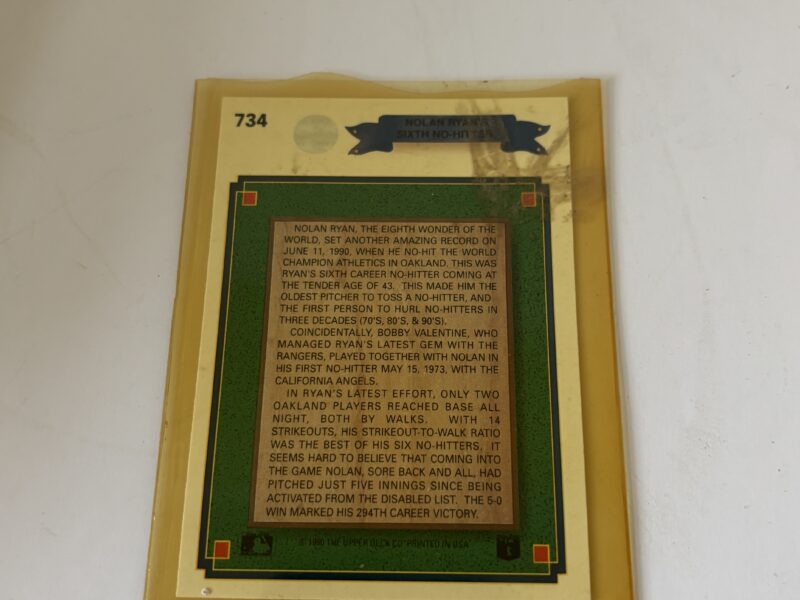 734
NOLAN RYAN'S
SIXTH NO-HITTER
NOLAN RYAN, THE EIGHTH WONDER OF THE
WORLD, SET ANOTHER AMAZING RECORD ON
JUNE 11, 1990, WHEN HE NO-HIT THE WORLD
CHAMPION ATHLETICS IN OAKLAND. THIS WAS
RYAN'S SIXTH CAREER NO-HITTER COMING AT
THE TENDER AGE OF 43. THIS MADE HIM THE
OLDEST PITCHER TO TOSS A NO-HITTER, AND
THE FIRST PERSON TO HURL NO-HITTERS IN
THREE DECADES (70'S, 80'S, & 90'S).
COINCIDENTALLY, BOBBY VALENTINE, WHO
MANAGED RYAN'S LATEST GEM WITH THE
RANGERS, PLAYED TOGETHER WITH NOLAN IN
HIS FIRST NO-HITTER MAY 15, 1973, WITH THE
CALIFORNIA ANGELS.
IN RYAN'S LATEST EFFORT, ONLY TWO
OAKLAND PLAYERS REACHED BASE ALL
NIGHT, BOTH BY WALKS. WITH 14
STRIKEOUTS, HIS STRIKEOUT-TO-WALK RATIO
WAS THE BEST OF HIS SIX NO-HITTERS. IT
SEEMS HARD TO BELIEVE THAT COMING INTO
THE GAME NOLAN, SORE BACK AND ALL, HAD
PITCHED JUST FIVE INNINGS SINCE BEING
ACTIVATED FROM THE DISABLED LIST. THE 5-0
WIN MARKED HIS 294TH CAREER VICTORY.
© 1990 THE UPPER DECK CO. PRINTED IN U.S.A.